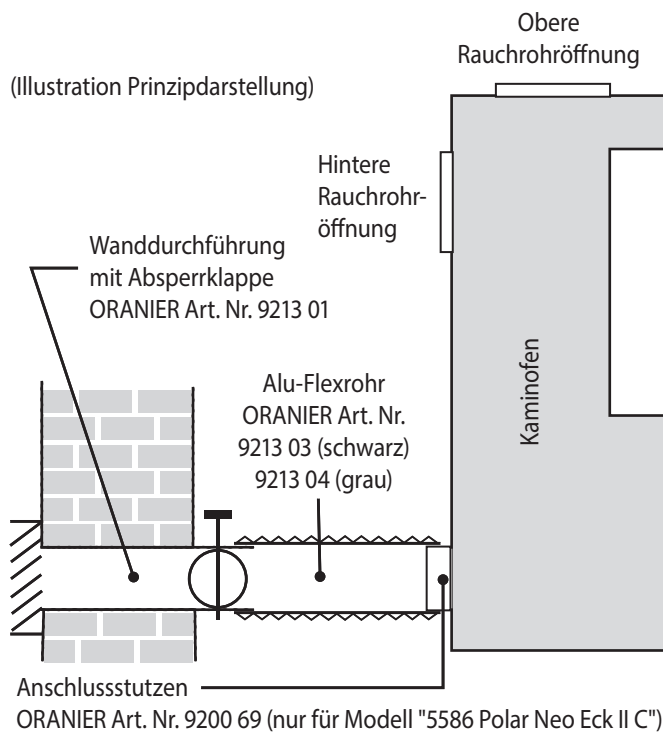 Obere
Rauchrohröffnung
(Illustration Prinzipdarstellung)
Hintere
Rauchrohr-
öffnung
Wanddurchführung
mit Absperrklappe
ORANIER Art. Nr. 9213 01
Alu-Flexrohr
ORANIER Art. Nr.
9213 03 (schwarz)
9213 04 (grau)
Kaminofen
Anschlussstutzen
ORANIER Art. Nr. 9200 69 (nur für Modell "5586 Polar Neo Eck II C")